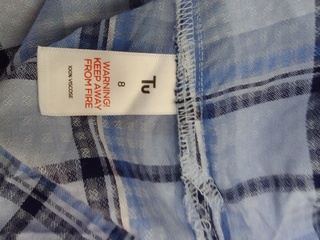 Tu
8
WARNING!
KEEP AWAY
FROM FIRE
100% VISCOSE